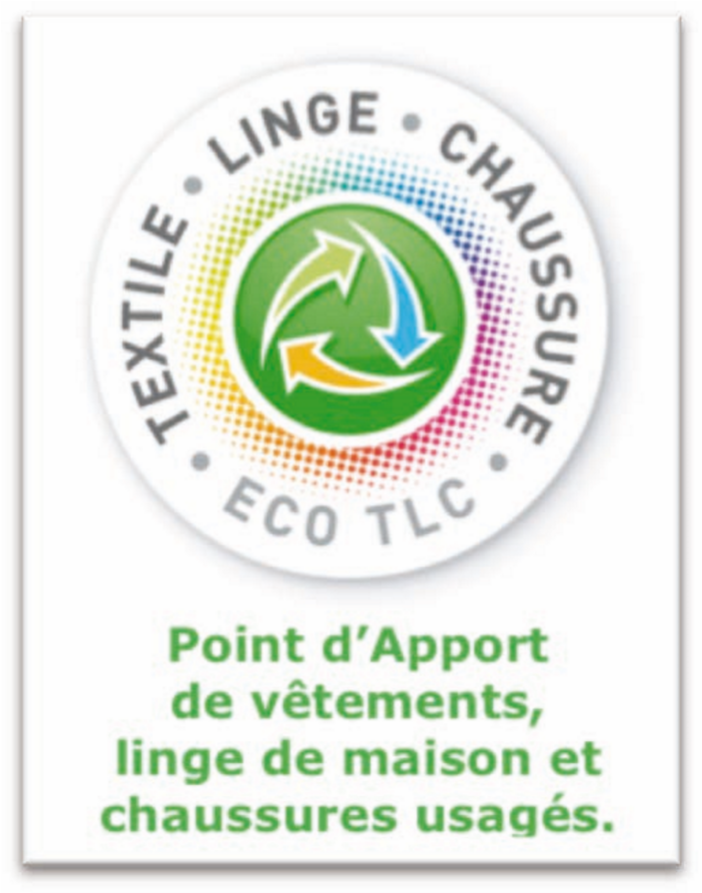 TEXTILE • LINGE • CHAUSSURE •
ECO TLC •
Point d’Apport
de vêtements,
linge de maison et
chaussures usagés.